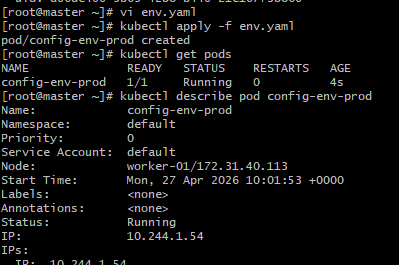 [root@master ~]# vi env.yaml
[root@master ~]# kubectl apply -f env.yaml
pod/config-env-prod created
[root@master ~]# kubectl get pods
NAME READY STATUS RESTARTS AGE
config-env-prod 1/1 Running 0 4s
[root@master ~]# kubectl describe pod config-env-prod
Name: config-env-prod
Namespace: default
Priority: 0
Service Account: default
Node: worker-01/172.31.40.113
Start Time: Mon, 27 Apr 2026 10:01:53 +0000
Labels: <none>
Annotations: <none>
Status: Running
IP: 10.244.1.54
IPs:
IP: 10.244.1.54